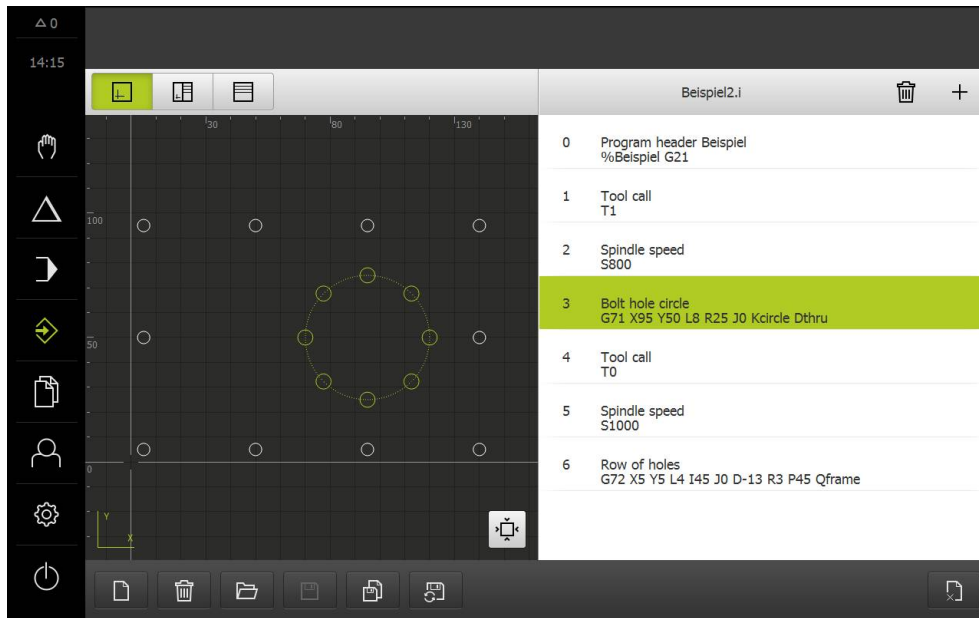 0
14:15
Beispiel2.i
30
80
130
100
50
0
Y
X
0 Program header Beispiel
%Beispiel G21
1 Tool call
T1
2 Spindle speed
S800
3 Bolt hole circle
G71 X95 Y50 L8 R25 J0 Kcircle Dthru
4 Tool call
T0
5 Spindle speed
S1000
6 Row of holes
G72 X5 Y5 L4 I45 J0 D-13 R3 P45 Qframe